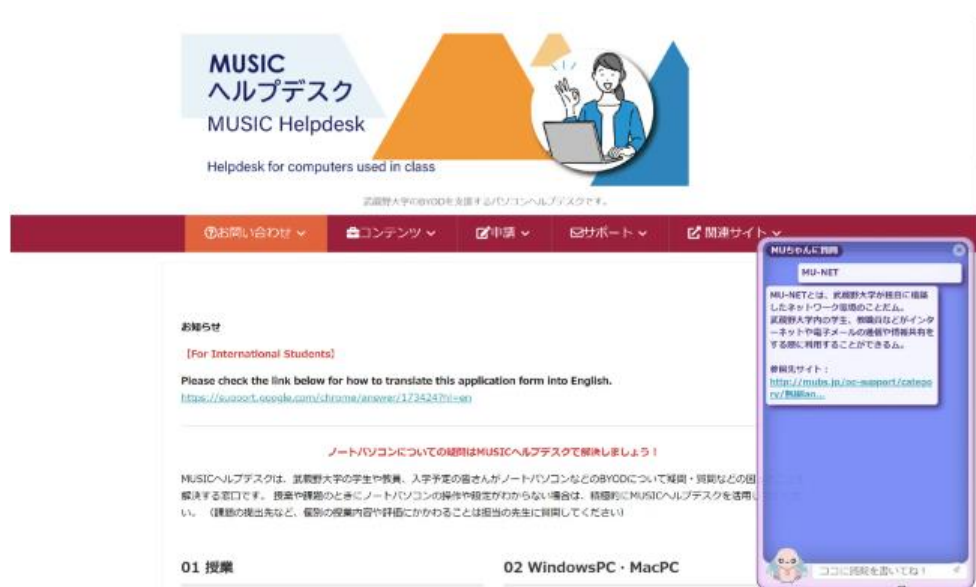 MUSIC
ヘルプデスク
MUSIC Helpdesk
Helpdesk for computers used in class
武蔵野大学のBYODを支援するパソコンヘルプデスクです。
お問い合わせ
コンテンツ
申請
サポート
関連サイト
お知らせ
【For International Students】
Please check the link below for how to translate this application form into English.
https://support.google.com/chrome/answer/173424?hl=en
ノートパソコンについての疑問はMUSICヘルプデスクで解決しましょう！
MUSICヘルプデスクは、武蔵野大学の学生や教員、入学予定の皆さんがノートパソコンなどのBYODについて疑問・質問などの困
解決する窓口です。 授業や課題のときにノートパソコンの操作や設定がわからない場合は、積極的にMUSICヘルプデスクを活用し
い。 （課題の提出先など、個別の授業内容や評価にかかわることは担当の先生に質問してください）
01 授業
02 WindowsPC・MacPC
MUちゃんに質問
MU-NET
MU-NETとは、武蔵野大学が独自に構築
したネットワーク環境のことだム。
武蔵野大学内の学生、教職員などがインタ
ーネットや電子メールの通信や情報共有を
する際に利用することができるム。
参照先サイト：
http://mubs.jp/pc-support/catego
ry/無線lan...
ココに質問を書いてね！